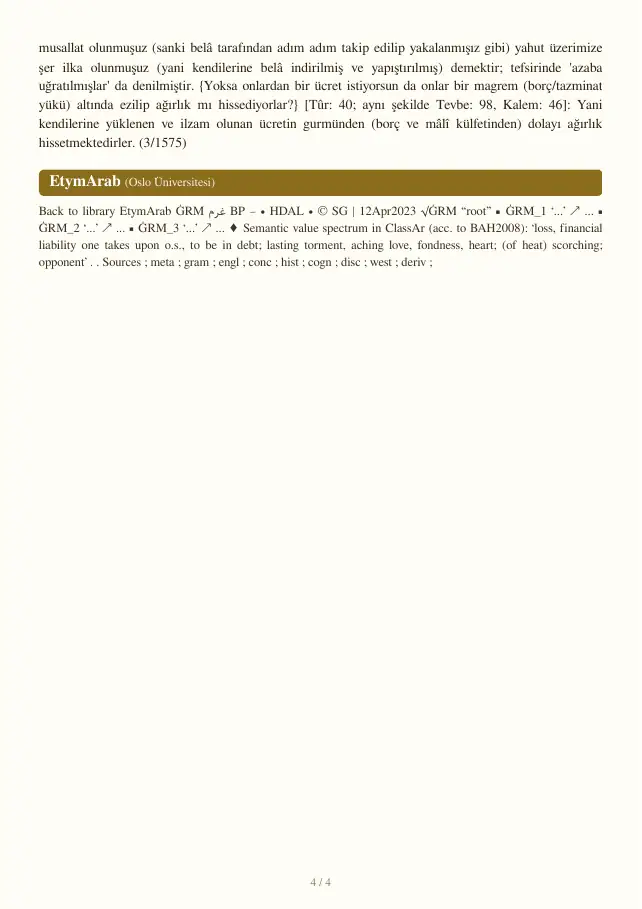 musallat olunmuşuz (sanki belâ tarafından adım adım takip edilip yakalanmışız gibi) yahut üzerimize
şer ilka olunmuşuz (yani kendilerine belâ indirilmiş ve yapıştırılmış) demektir; tefsirinde 'azaba
uğratılmışlar' da denilmiştir. {Yoksa onlardan bir ücret istiyorsun da onlar bir magrem (borç/tazminat
yükü) altında ezilip ağırlık mı hissediyorlar?} [Tûr: 40; aynı şekilde Tevbe: 98, Kalem: 46]: Yani
kendilerine yüklenen ve ilzam olunan ücretin gurmünden (borç ve mâlî külfetinden) dolayı ağırlık
hissetmektedirler. (3/1575)
EtymArab (Oslo Üniversitesi)
Back to library EtymArab ĠRM غرم BP – • HDAL • © SG | 12Apr2023 √ĠRM “root” ▪ ĠRM_1 ‘...’ ↗ ... ▪
ĠRM_2 ‘...’ ↗ ... ▪ ĠRM_3 ‘...’ ↗ ... ♦ Semantic value spectrum in ClassAr (acc. to BAH2008): ‘loss, financial
liability one takes upon o.s., to be in debt; lasting torment, aching love, fondness, heart; (of heat) scorching;
opponent’ . . Sources ; meta ; gram ; engl ; conc ; hist ; cogn ; disc ; west ; deriv ;
4 / 4